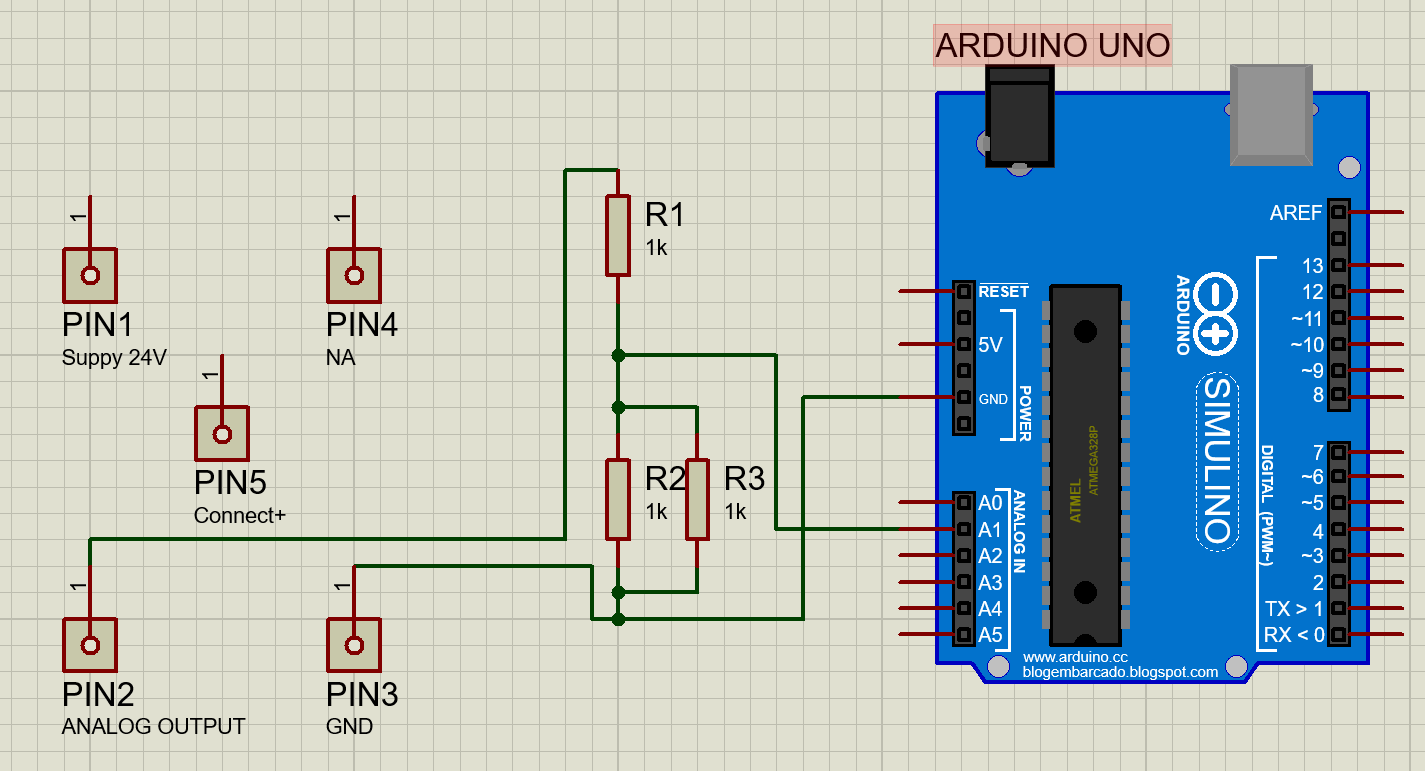 ARDUINO UNO
1
PIN1
Suppy 24V
1
PIN4
NA
1
PIN5
Connect+
1
PIN2
ANALOG OUTPUT
1
PIN3
GND
R1
1k
R2
1k
R3
1k
RESET
5V
GND
POWER
A0
A1
A2
A3
A4
A5
ANALOG IN
ATMEL
ATMEGA328P
ARDUINO
SIMULINO
AREF
13
12
~11
~10
~9
8
7
~6
~5
4
~3
2
TX > 1
RX < 0
DIGITAL (PWM~)
www.arduino.cc
blogembarcado.blogspot.com